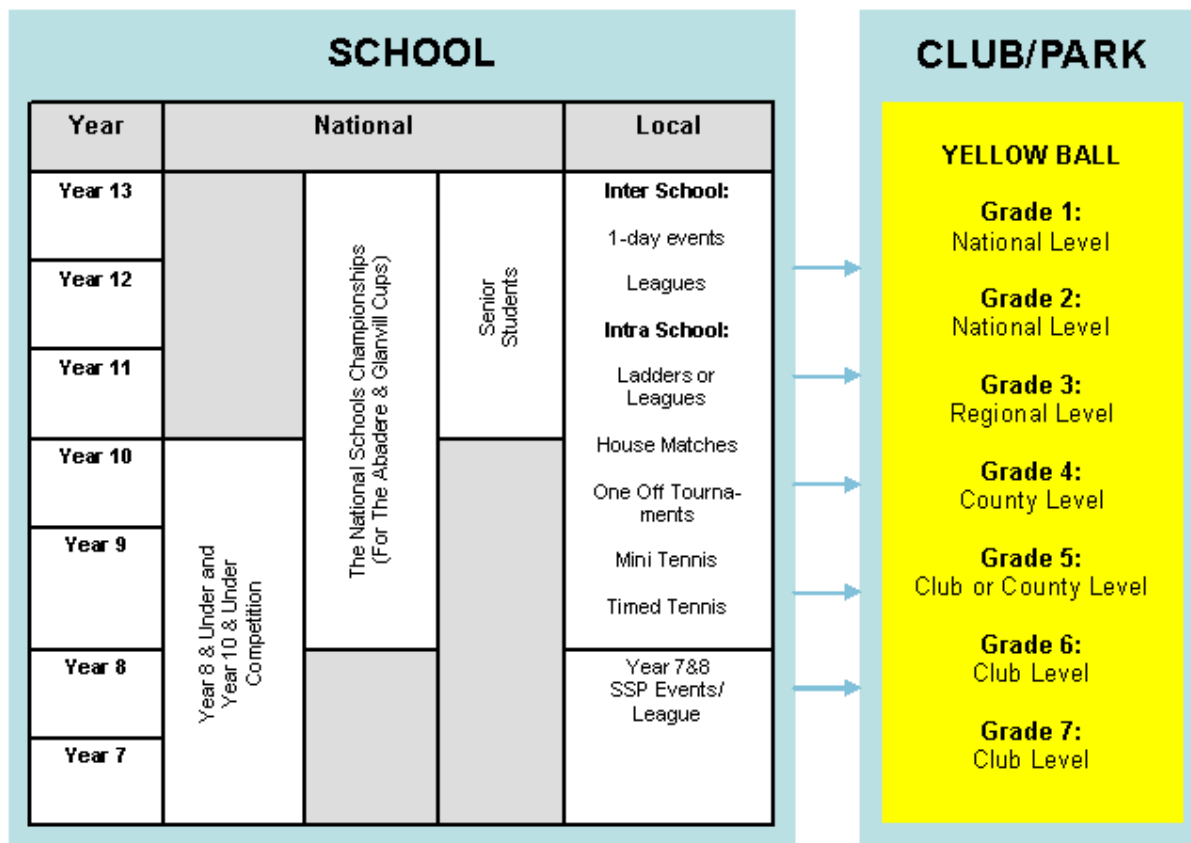 SCHOOL
Year
National
Local
Year 13
Year 12
Year 11
Year 10
Year 9
Year 8
Year 7
Year 8 & Under and
Year 10 & Under
Competition
The National Schools Championships
(For The Abadere & Glanvill Cups)
Senior
Students
Inter School:
1-day events
Leagues
Intra School:
Ladders or
Leagues
House Matches
One Off Tourna-
ments
Mini Tennis
Timed Tennis
Year 7&8
SSP Events/
League
CLUB/PARK
YELLOW BALL
Grade 1:
National Level
Grade 2:
National Level
Grade 3:
Regional Level
Grade 4:
County Level
Grade 5:
Club or County Level
Grade 6:
Club Level
Grade 7:
Club Level